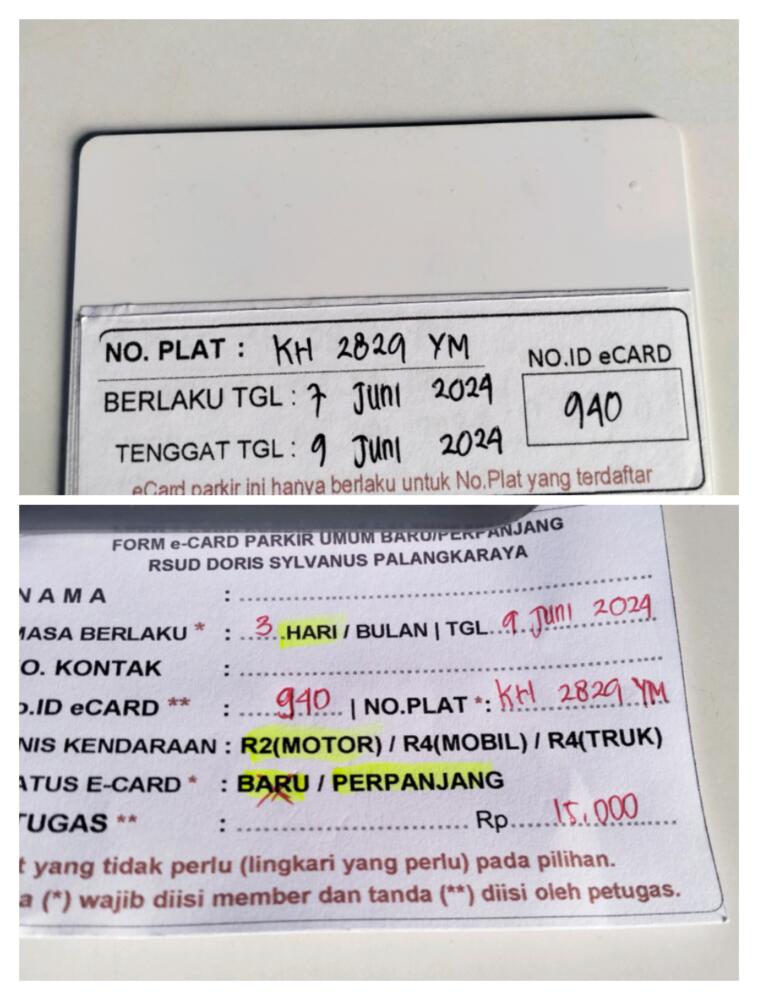 NO. PLAT : KH 2829 YM
NO.ID eCARD
BERLAKU TGL : 7 JUNI 2024
940
TENGGAT TGL : 9 JUNI 2024
eCard parkir ini hanya berlaku untuk No.Plat yang terdaftar
FORM e-CARD PARKIR UMUM BARU/PERPANJANG
RSUD DORIS SYLVANUS PALANGKARAYA
NAMA :
MASA BERLAKU * : 3 HARI / BULAN | TGL. 9 JUNI 2024
O. KONTAK :
o.ID eCARD ** : 940 | NO.PLAT *: KH 2829 YM
NIS KENDARAAN : R2(MOTOR) / R4(MOBIL) / R4(TRUK)
ATUS E-CARD * : BARU / PERPANJANG
TUGAS ** : Rp 15.000
t yang tidak perlu (lingkari yang perlu) pada pilihan.
a (*) wajib diisi member dan tanda (**) diisi oleh petugas.